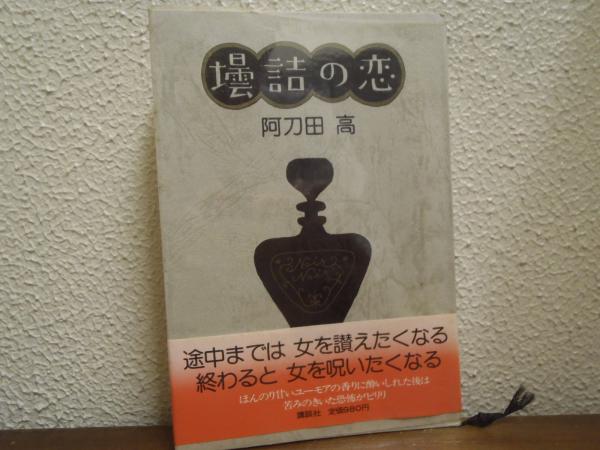 壜詰の恋
阿刀田 高
Noir
Noir
途中までは 女を讃えたくなる
終わると 女を呪いたくなる
ほんのり甘いユーモアの香りに酔いしれた後は
苦みのきいた恐怖がピリリ
講談社 定価980円